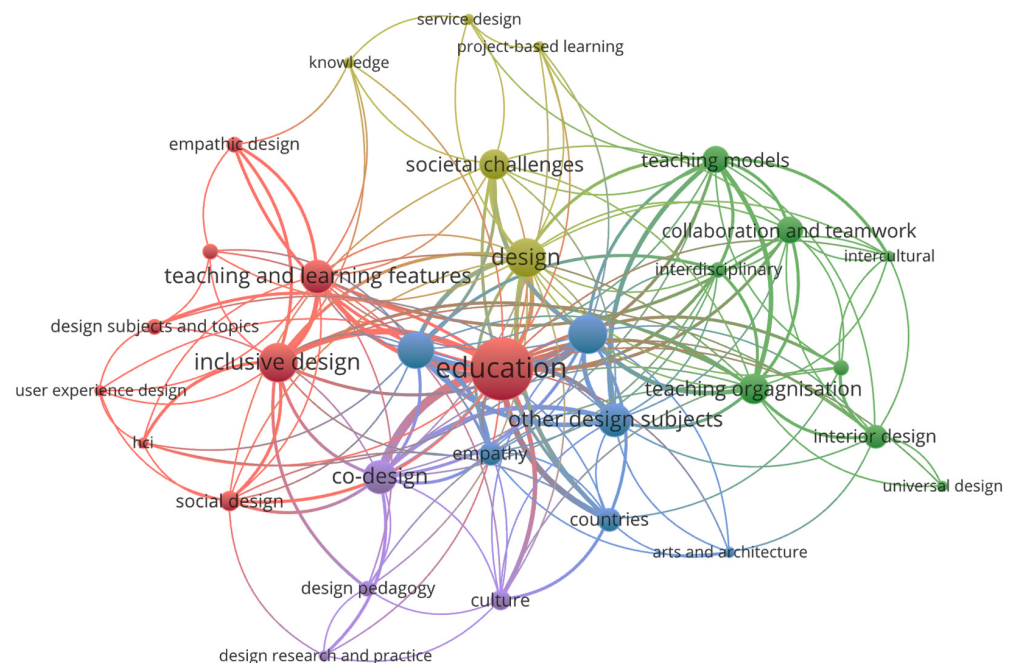 service design
project-based learning
knowledge
empathic design
societal challenges
teaching models
collaboration and teamwork
intercultural
design
interdisciplinary
teaching and learning features
design subjects and topics
inclusive design
education
user experience design
teaching orgagnisation
other design subjects
interior design
hci
empathy
co-design
universal design
social design
countries
arts and architecture
design pedagogy
culture
design research and practice